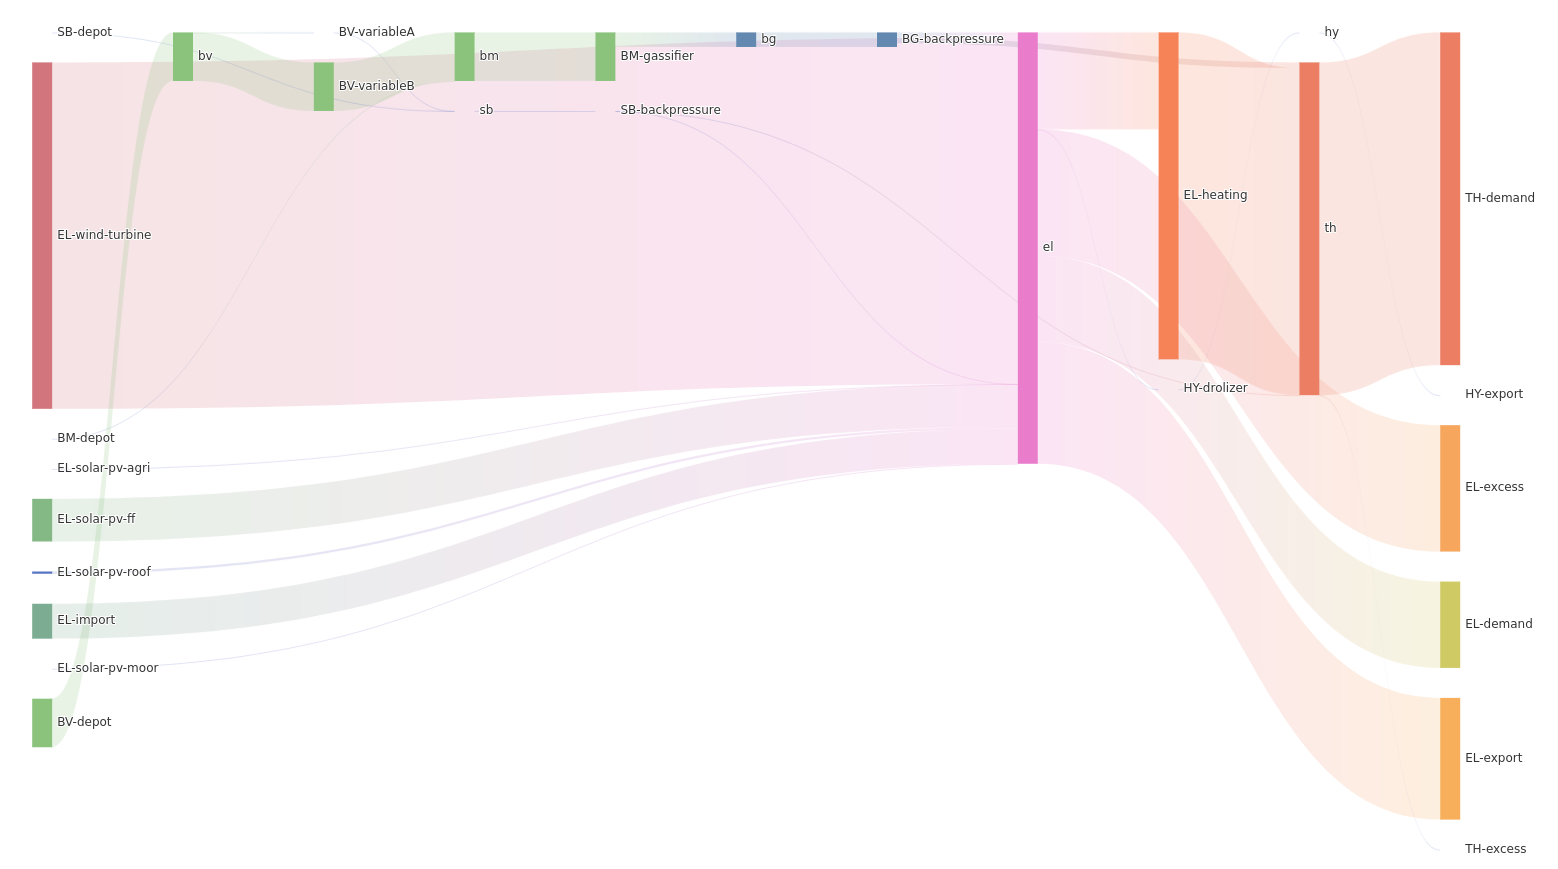 SB-depot
BV-variableA
hy
bg
BG-backpressure
bv
bm
BM-gassifier
BV-variableB
sb
SB-backpressure
EL-heating
TH-demand
th
EL-wind-turbine
el
HY-drolizer
HY-export
BM-depot
EL-solar-pv-agri
EL-excess
EL-solar-pv-ff
EL-solar-pv-roof
EL-import
EL-demand
EL-solar-pv-moor
BV-depot
EL-export
TH-excess